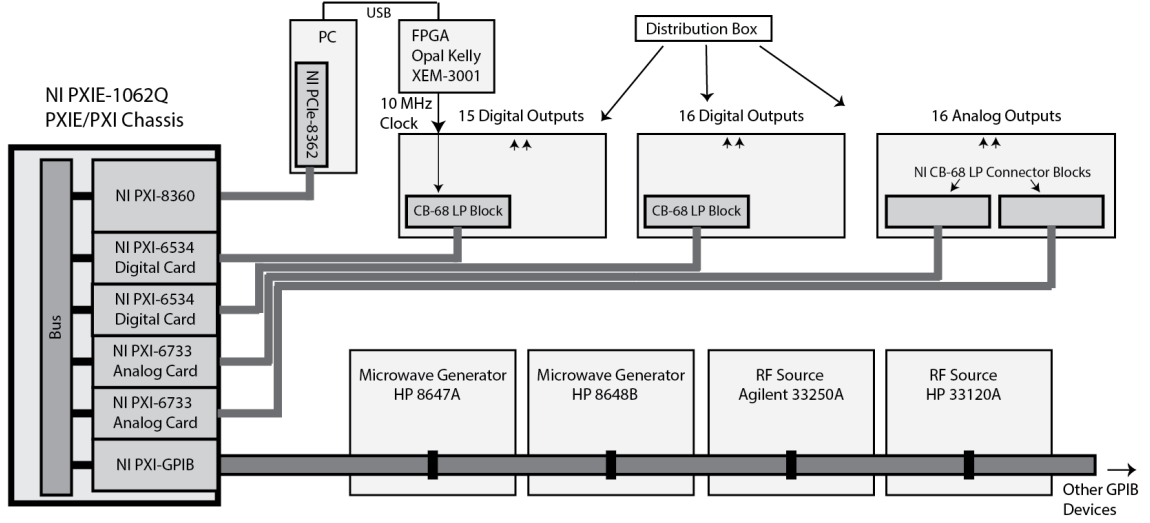 USB
PC
NI PCIe-8362
FPGA
Opal Kelly
XEM-3001
10 MHz
Clock
Distribution Box
15 Digital Outputs
16 Digital Outputs
16 Analog Outputs
CB-68 LP Block
CB-68 LP Block
NI CB-68 LP Connector Blocks
NI PXIE-1062Q
PXIE/PXI Chassis
Bus
NI PXI-8360
NI PXI-6534
Digital Card
NI PXI-6534
Digital Card
NI PXI-6733
Analog Card
NI PXI-6733
Analog Card
NI PXI-GPIB
Microwave Generator
HP 8647A
Microwave Generator
HP 8648B
RF Source
Agilent 33250A
RF Source
HP 33120A
Other GPIB
Devices